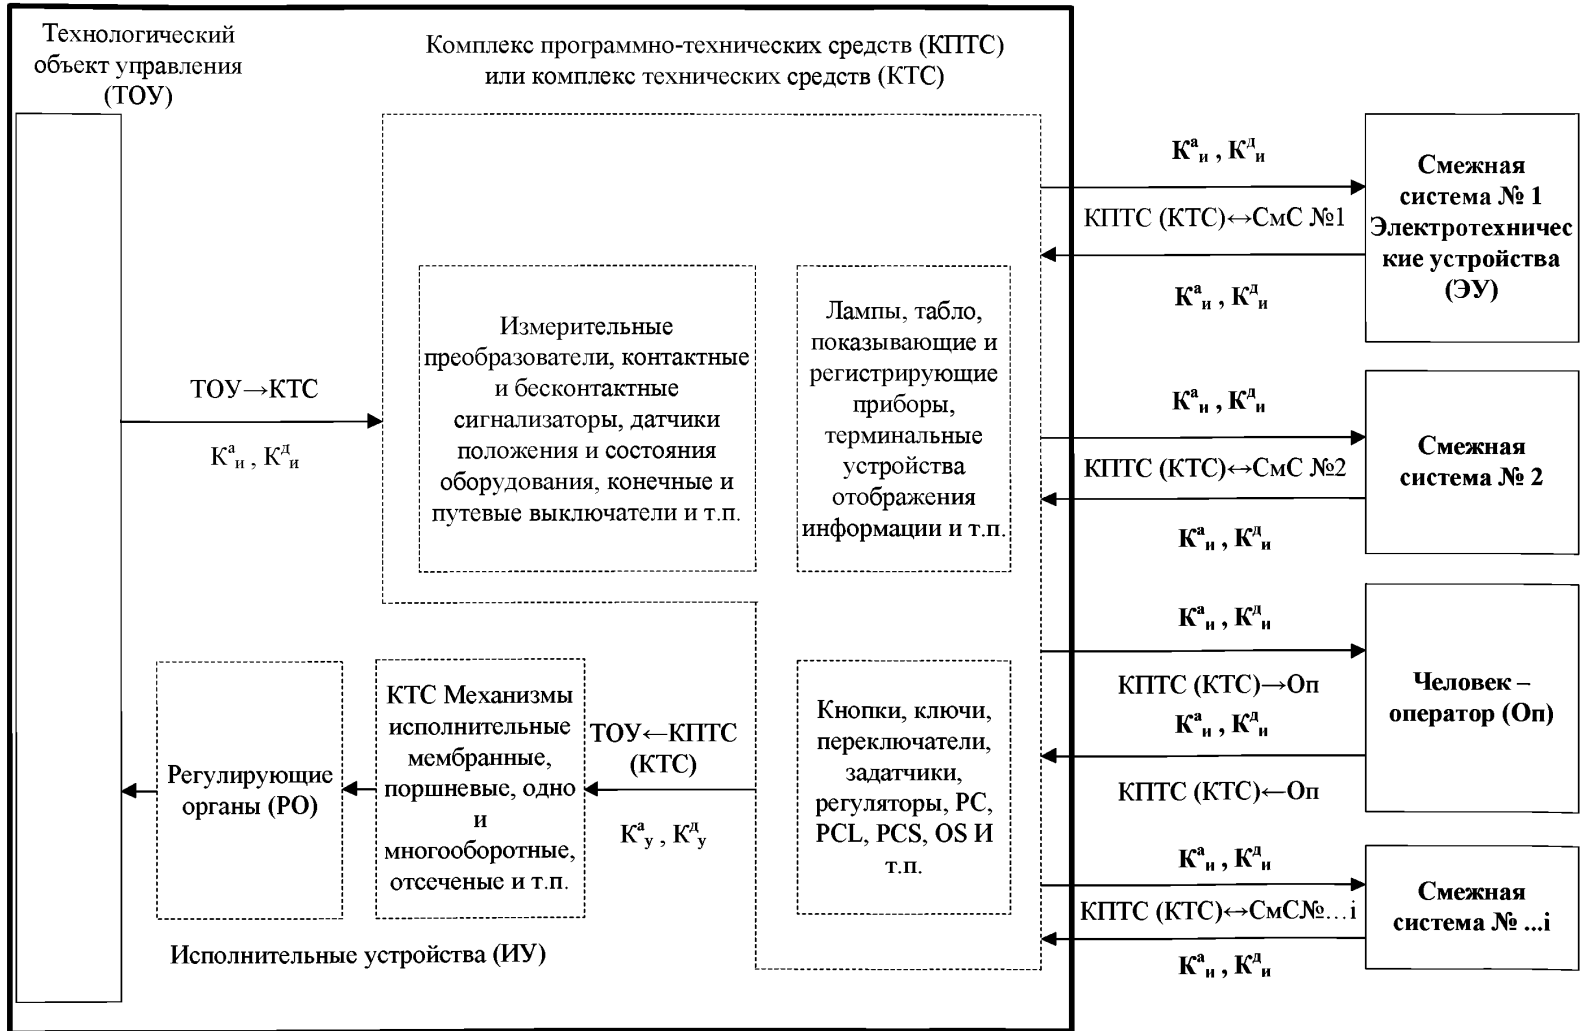 Технологический
объект управления
(ТОУ)
Комплекс программно-технических средств (КПТС)
или комплекс технических средств (КТС)
ТОУ→КТС
Кᵃи , Кᵈи
Измерительные
преобразователи, контактные
и бесконтактные
сигнализаторы, датчики
положения и состояния
оборудования, конечные и
путевые выключатели и т.п.
Лампы, табло,
показывающие и
регистрирующие
приборы,
терминальные
устройства
отображения
информации и т.п.
Регулирующие
органы (РО)
КТС Механизмы
исполнительные
мембранные,
поршневые, одно
и
многооборотные,
отсеченые и т.п.
Исполнительные устройства (ИУ)
ТОУ←КПТС
(КТС)
Кᵃу , Кᵈу
Кнопки, ключи,
переключатели,
задатчики,
регуляторы, PC,
PCL, PCS, OS И
т.п.
Кᵃи , Кᵈи
КПТС (КТС)↔СмС №1
Кᵃи , Кᵈи
Смежная
система № 1
Электротехничес
кие устройства
(ЭУ)
Кᵃи , Кᵈи
КПТС (КТС)↔СмС №2
Кᵃи , Кᵈи
Смежная
система № 2
Кᵃи , Кᵈи
КПТС (КТС)→Оп
Кᵃи , Кᵈи
КПТС (КТС)←Оп
Человек –
оператор (Оп)
Кᵃи , Кᵈи
КПТС (КТС)↔СмС№…i
Кᵃи , Кᵈи
Смежная
система № ...i